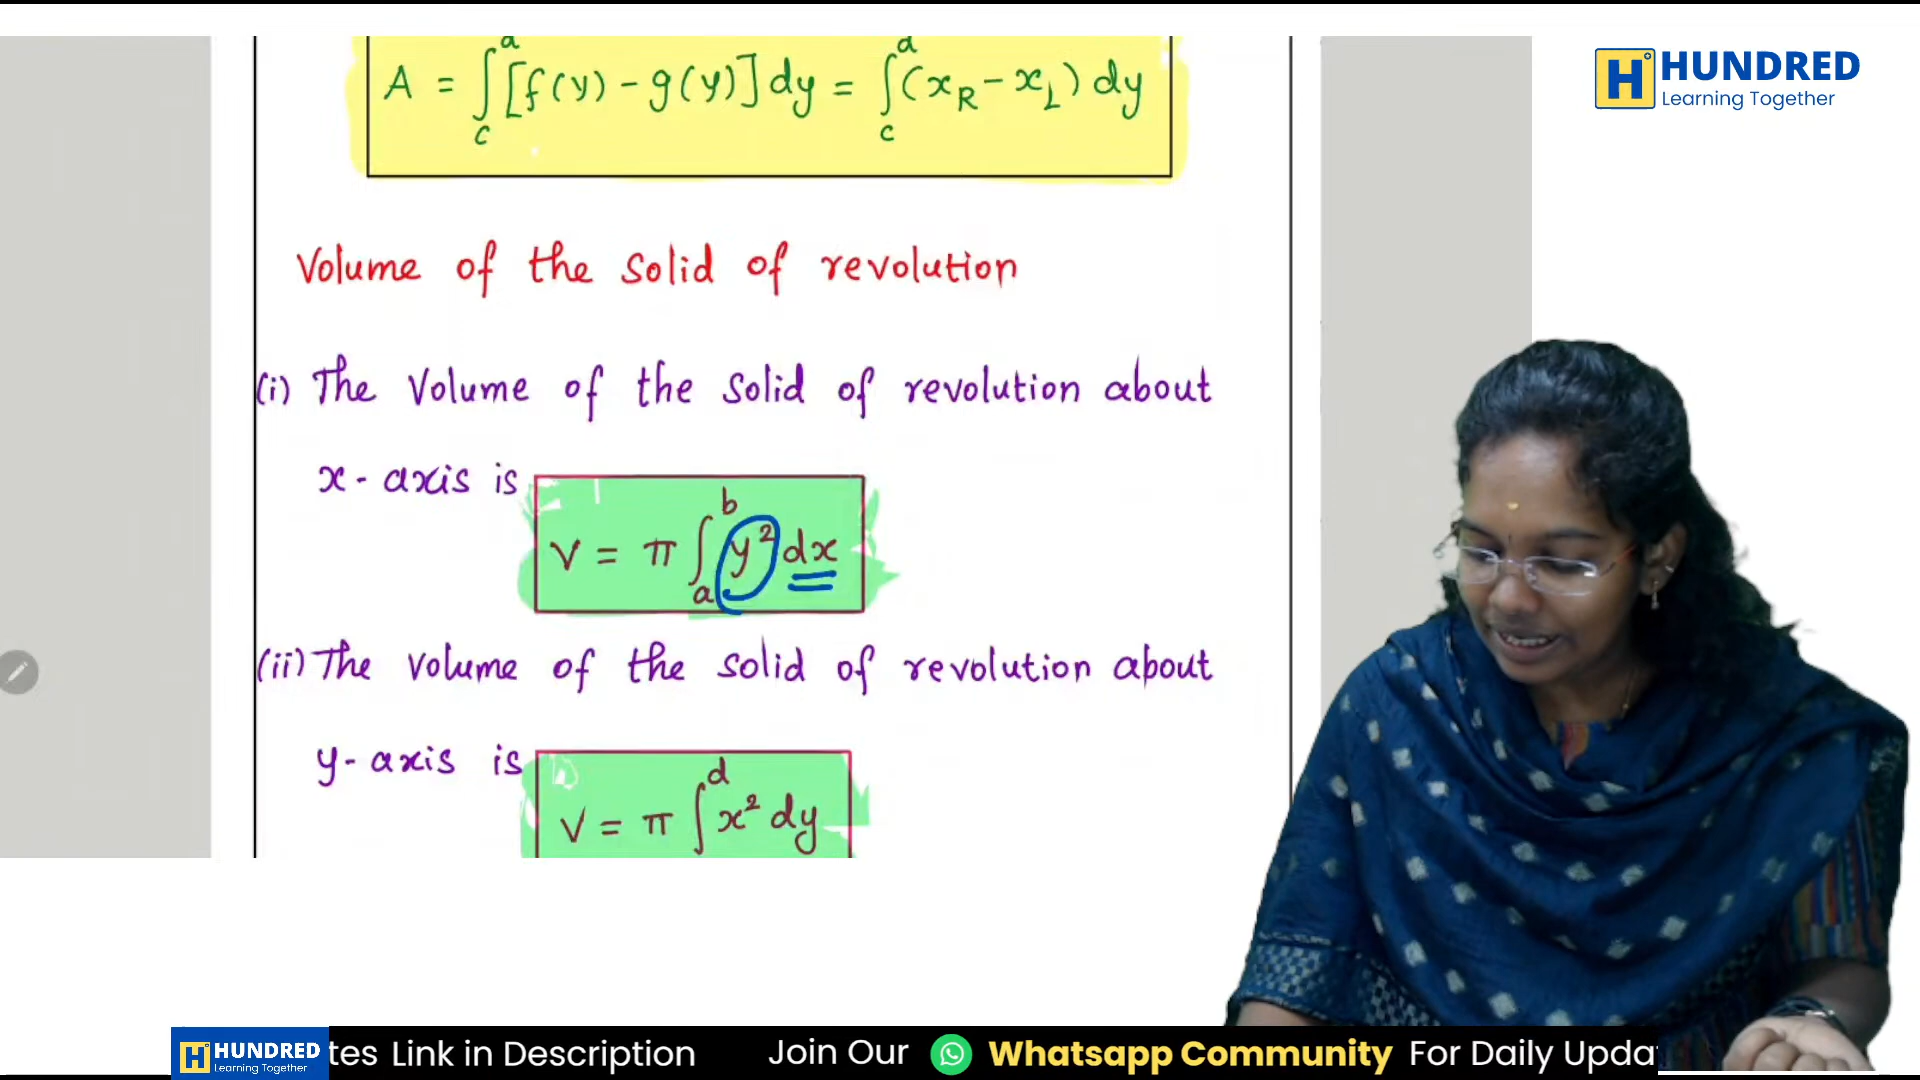 A = ∫_c^d [f(y) - g(y)] dy = ∫_c^d (x_R - x_L) dy
HUNDRED
Learning Together
Volume of the solid of revolution
(i) The Volume of the solid of revolution about
x - axis is
V = π ∫_a^b y² dx
(ii) The volume of the solid of revolution about
y - axis is
V = π ∫^d x² dy
HUNDRED
Learning Together
tes Link in Description Join Our Whatsapp Community For Daily Upda